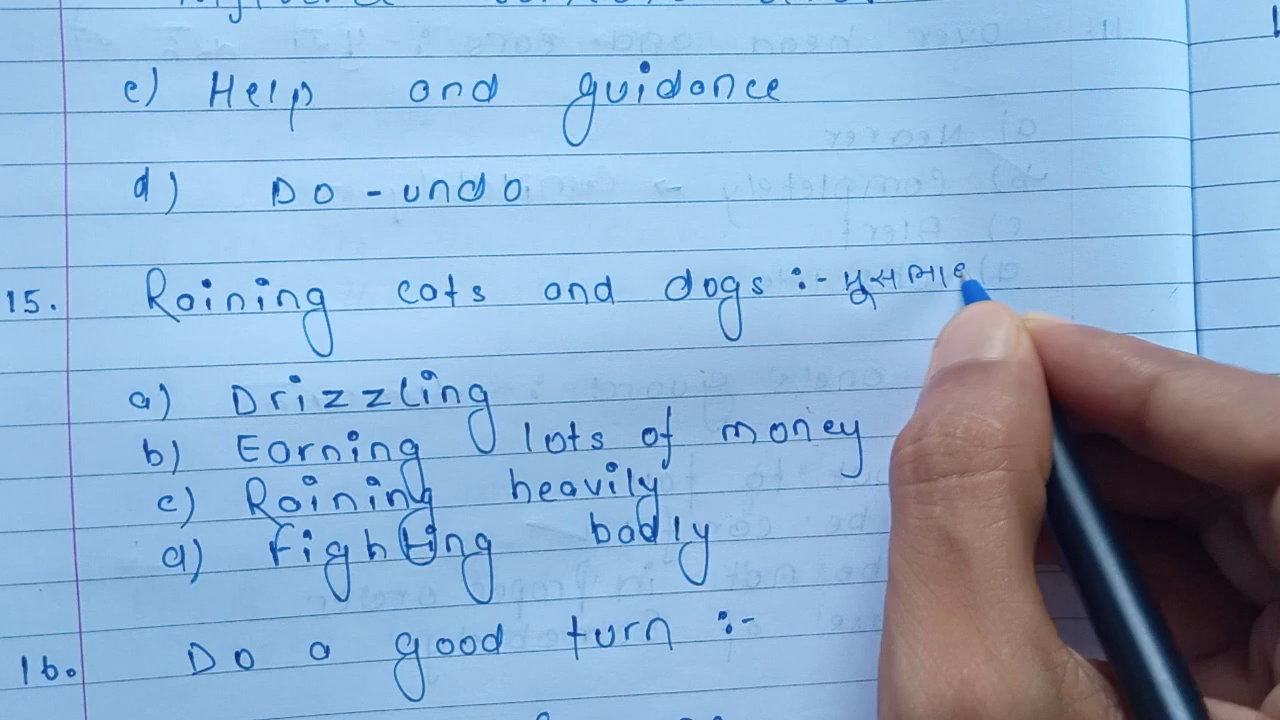 c) Help and guidance
d) Do - undo
15. Raining cats and dogs :-
a) Drizzling
b) Earning lots of money
c) Raining heavily
d) Fighting badly
16. Do a good turn :-